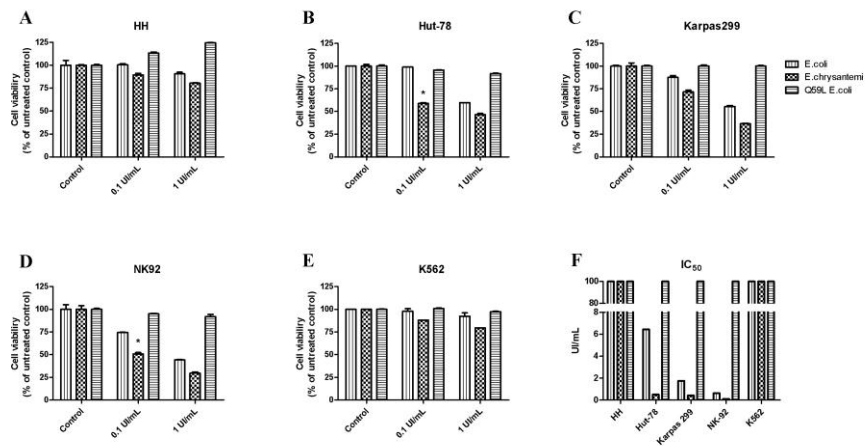 A
HH
Cell viability
(% of untreated control)
125
100
75
50
25
0
Control
0.1 UI/mL
1 UI/mL
B
Hut-78
Cell viability
(% of untreated control)
125
100
75
50
25
0
*
Control
0.1 UI/mL
1 UI/mL
C
Karpas299
Cell viability
(% of untreated control)
125
100
75
50
25
0
Control
0.1 UI/mL
1 UI/mL
E.coli
E.chrysantemi
Q59L E.coli
D
NK92
Cell viability
(% of untreated control)
125
100
75
50
25
0
*
Control
0.1 UI/mL
1 UI/mL
E
K562
Cell viability
(% of untreated control)
125
100
75
50
25
0
Control
0.1 UI/mL
1 UI/mL
F
IC50
UI/mL
100
80
8
6
4
2
0
HH
Hut-78
Karpas 299
NK-92
K562